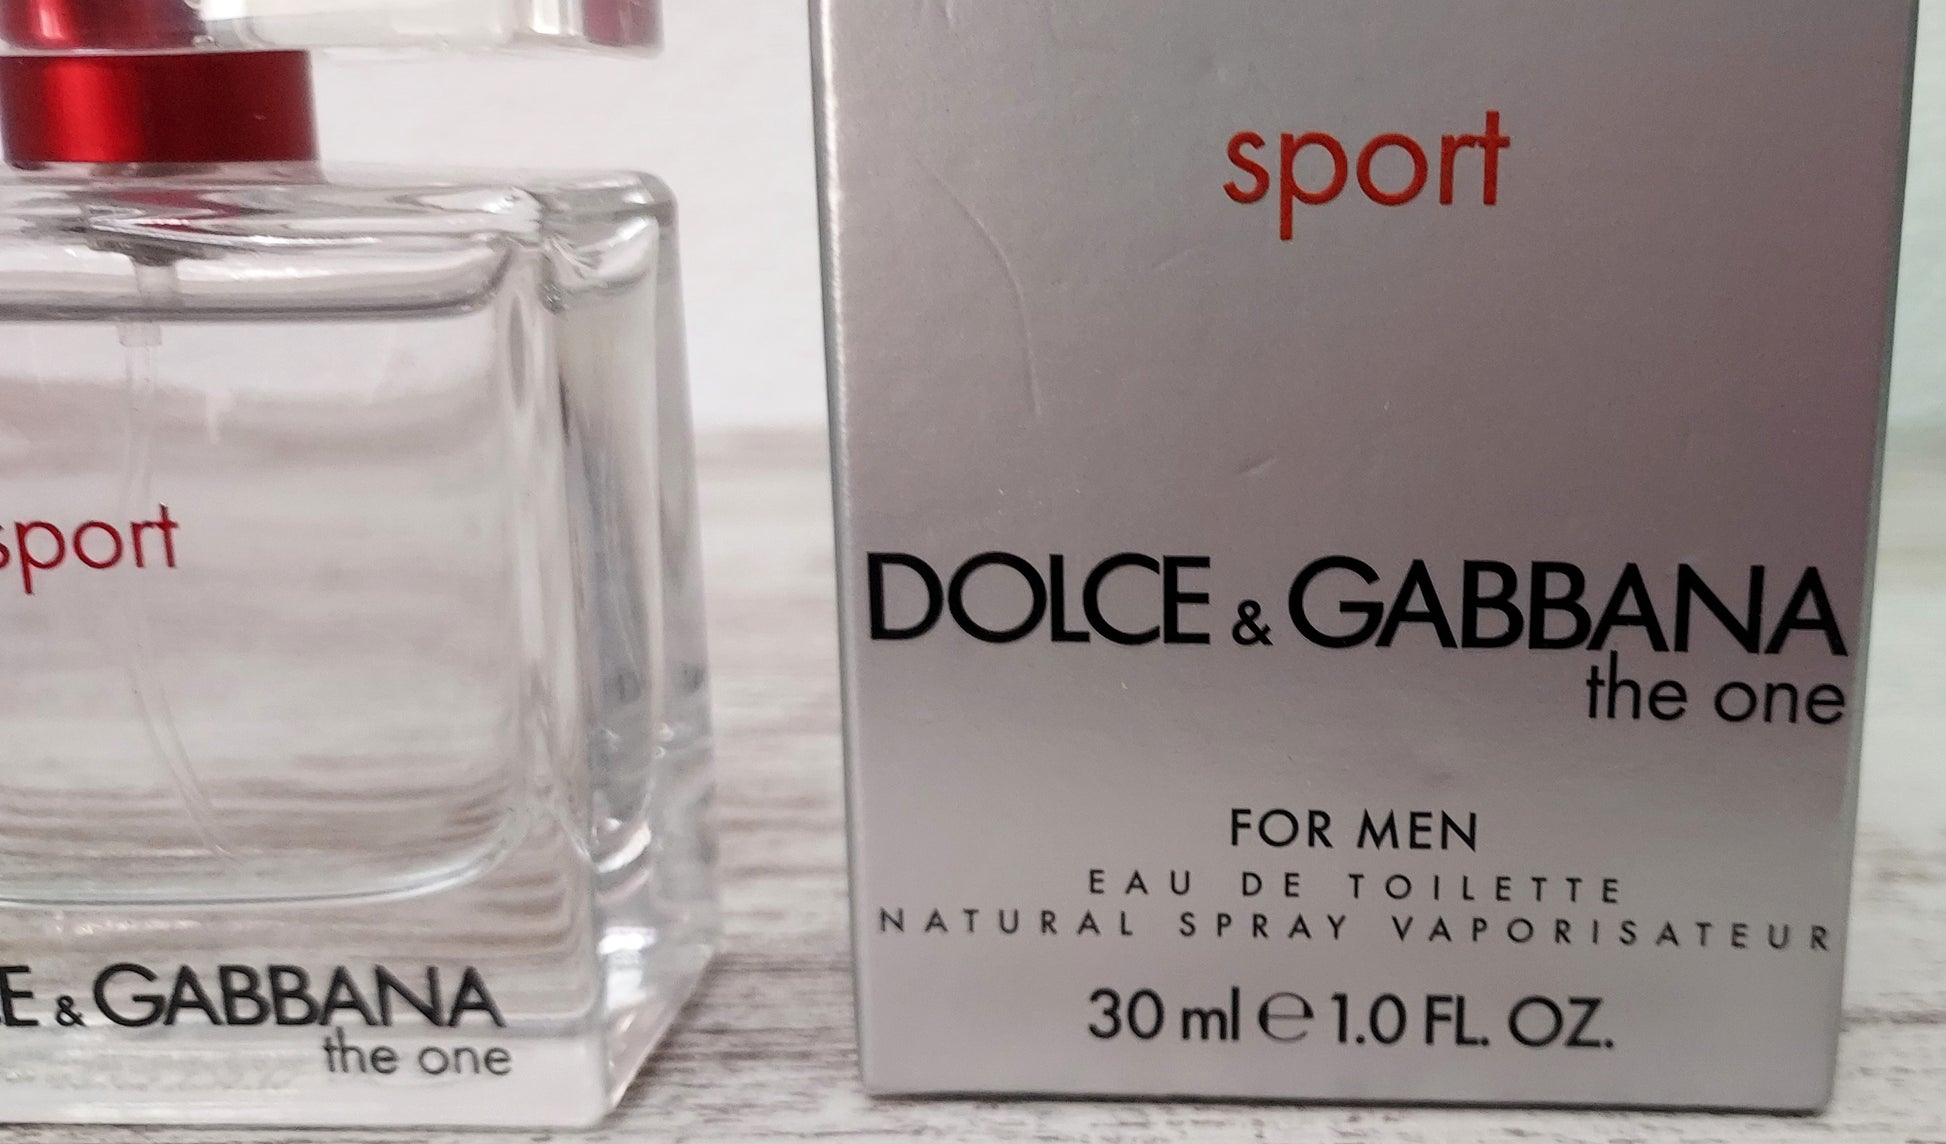 sport
E & GABBANA
the one
sport
DOLCE & GABBANA
the one
FOR MEN
EAU DE TOILETTE
NATURAL SPRAY VAPORISATEUR
30 ml ℮ 1.0 FL. OZ.